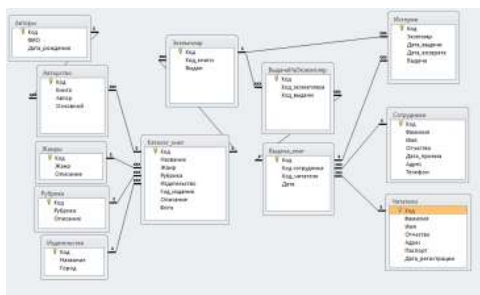 Авторы
Код
ФИО
Дата_рождения
Авторство
Код
Книга
Автор
Основной
Жанры
Код
Жанр
Описание
Рубрика
Код
Рубрика
Описание
Издательства
Код
Название
Город
Экземпляр
Код
Код_книги
Выдан
Каталог_книг
Код
Название
Жанр
Рубрика
Издательство
Год_издания
Описание
Фото
Код
Код_экземпляра
Код_выдачи
Выдача_книг
Код
Код_сотрудника
Код_читателя
Дата
История
Код
Экземпляр
Дата_выдачи
Дата_возврата
Выдача
Сотрудники
Код
Фамилия
Имя
Отчество
Дата_приема
Адрес
Телефон
Читатели
Код
Фамилия
Имя
Отчество
Адрес
Паспорт
Дата_регистрации